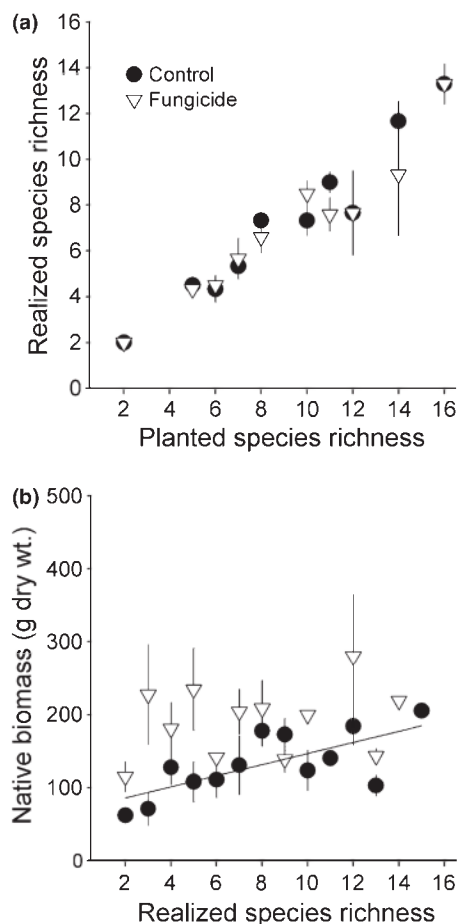 (a)
16
14
12
10
8
6
4
2
0
Realized species richness
Control
Fungicide
2 4 6 8 10 12 14 16
Planted species richness
(b)
500
400
300
200
100
0
Native biomass (g dry wt.)
2 4 6 8 10 12 14 16
Realized species richness